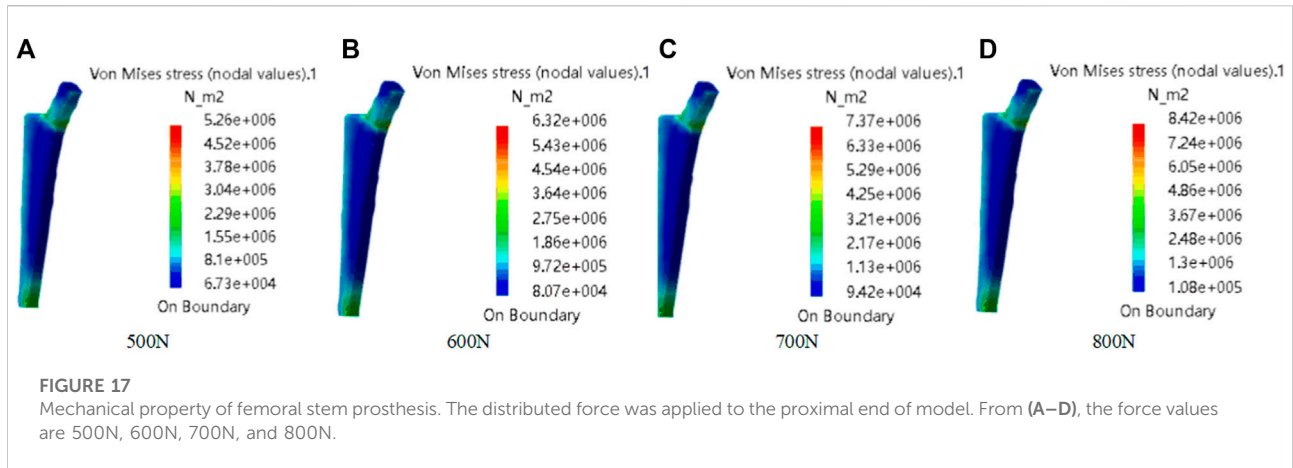 A
Von Mises stress (nodal values).1
N_m2
5.26e+006
4.52e+006
3.78e+006
3.04e+006
2.29e+006
1.55e+006
8.1e+005
6.73e+004
On Boundary
500N
B
Von Mises stress (nodal values).1
N_m2
6.32e+006
5.43e+006
4.54e+006
3.64e+006
2.75e+006
1.86e+006
9.72e+005
8.07e+004
On Boundary
600N
C
Von Mises stress (nodal values).1
N_m2
7.37e+006
6.33e+006
5.29e+006
4.25e+006
3.21e+006
2.17e+006
1.13e+006
9.42e+004
On Boundary
700N
D
Von Mises stress (nodal values).1
N_m2
8.42e+006
7.24e+006
6.05e+006
4.86e+006
3.67e+006
2.48e+006
1.3e+006
1.08e+005
On Boundary
800N
FIGURE 17
Mechanical property of femoral stem prosthesis. The distributed force was applied to the proximal end of model. From (A–D), the force values
are 500N, 600N, 700N, and 800N.